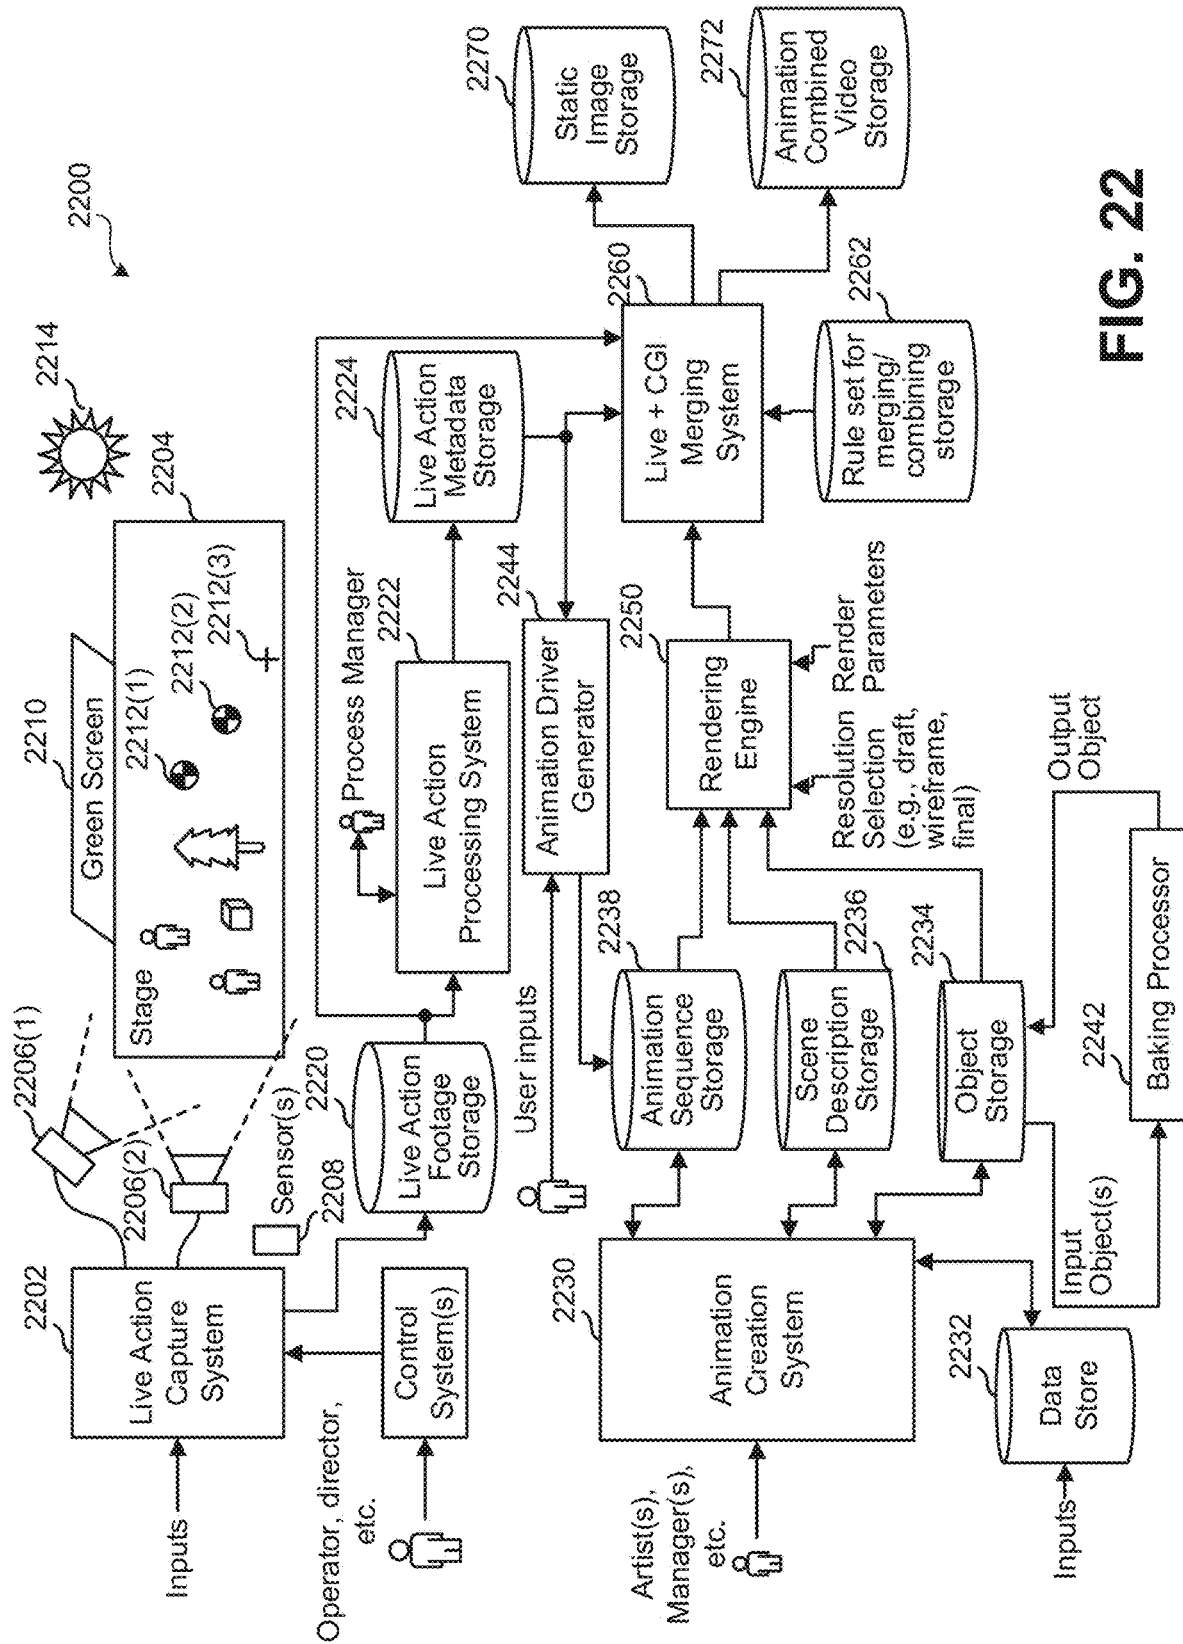 2200
2214
2210
Green Screen
2204
Stage
2212(1)
2212(2)
2212(3)
2206(1)
2206(2)
2202
Live Action
Capture
System
Inputs
Sensor(s)
2208
Operator, director,
etc.
Control
System(s)
2220
Live Action
Footage
Storage
Process Manager
2222
Live Action
Processing System
2224
Live Action
Metadata
Storage
User inputs
2244
Animation Driver
Generator
2260
Live + CGI
Merging
System
2270
Static
Image
Storage
2272
Animation
Combined
Video
Storage
2262
Rule set for
merging/
combining
storage
2250
Rendering
Engine
Resolution
Selection
(e.g., draft,
wireframe,
final)
Render
Parameters
2238
Animation
Sequence
Storage
2236
Scene
Description
Storage
2234
Object
Storage
2230
Animation
Creation
System
Artist(s),
Manager(s),
etc.
2232
Data
Store
Inputs
Input
Object(s)
2242
Baking Processor
Output
Object
FIG. 22